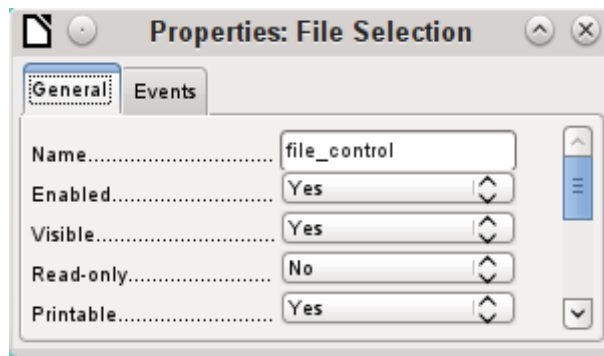 Properties: File Selection
General Events
Name............................ file_control
Enabled......................... Yes
Visible........................... Yes
Read-only...................... No
Printable........................ Yes